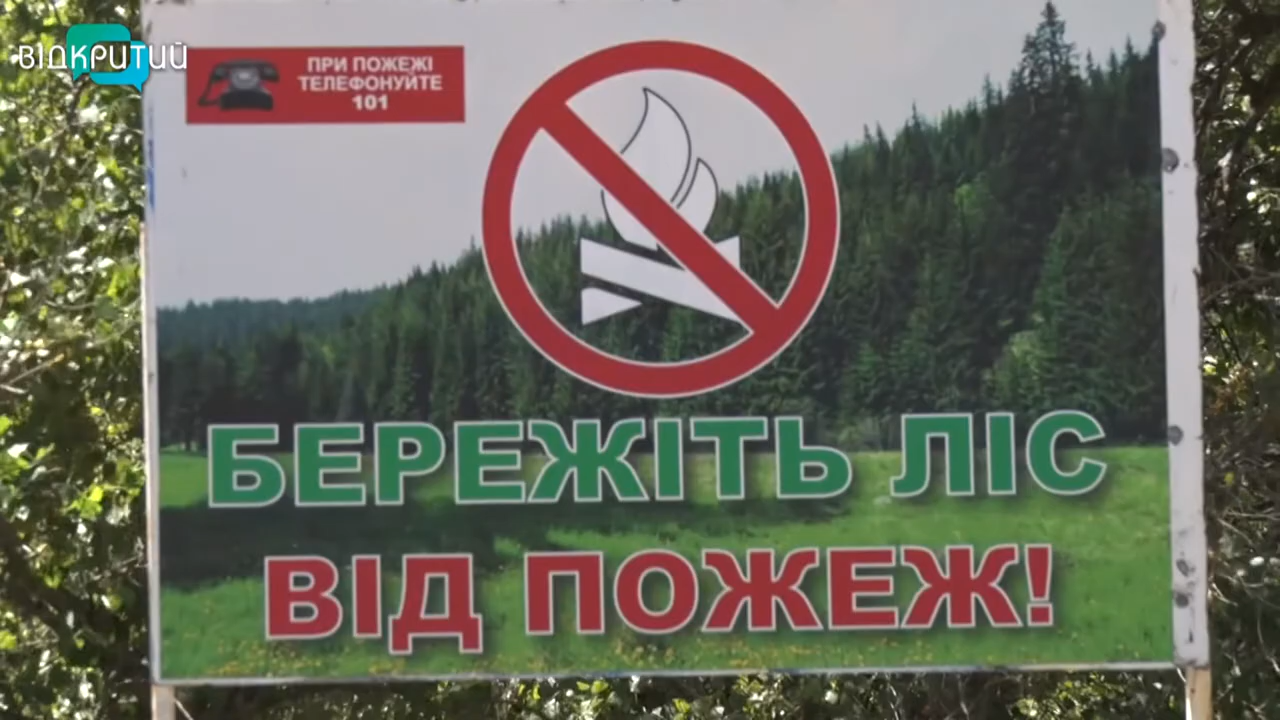 ВІДКРИТИЙ
ПРИ ПОЖЕЖІ
ТЕЛЕФОНУЙТЕ
101
БЕРЕЖІТЬ ЛІС
ВІД ПОЖЕЖ!